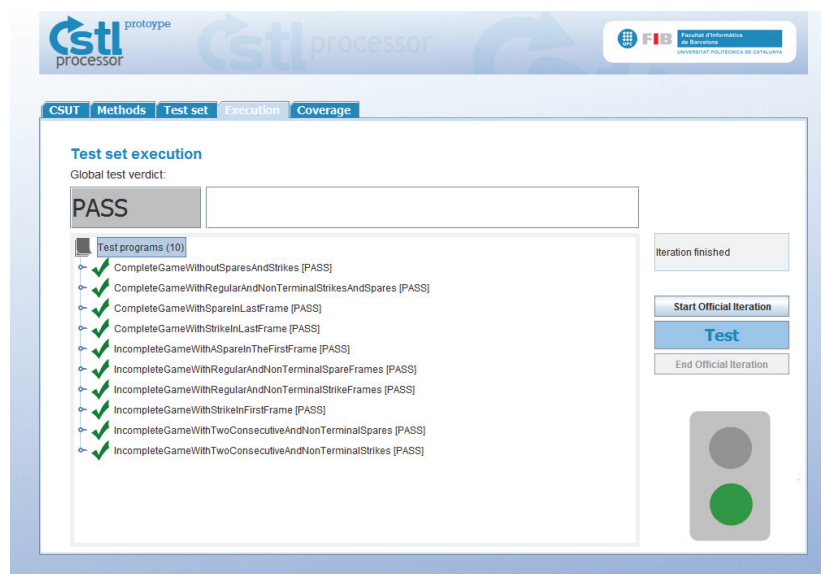 Cstl protoype
processor
Cstl processor
UPC
FIB
Facultat d'Informàtica
de Barcelona
UNIVERSITAT POLITÈCNICA DE CATALUNYA
CSUT Methods Test set Execution Coverage
Test set execution
Global test verdict:
PASS
Test programs (10)
CompleteGameWithoutSparesAndStrikes [PASS]
CompleteGameWithRegularAndNonTerminalStrikesAndSpares [PASS]
CompleteGameWithSpareInLastFrame [PASS]
CompleteGameWithStrikeInLastFrame [PASS]
IncompleteGameWithASpareInTheFirstFrame [PASS]
IncompleteGameWithRegularAndNonTerminalSpareFrames [PASS]
IncompleteGameWithRegularAndNonTerminalStrikeFrames [PASS]
IncompleteGameWithStrikeInFirstFrame [PASS]
IncompleteGameWithTwoConsecutiveAndNonTerminalSpares [PASS]
IncompleteGameWithTwoConsecutiveAndNonTerminalStrikes [PASS]
Iteration finished
Start Official Iteration
Test
End Official Iteration